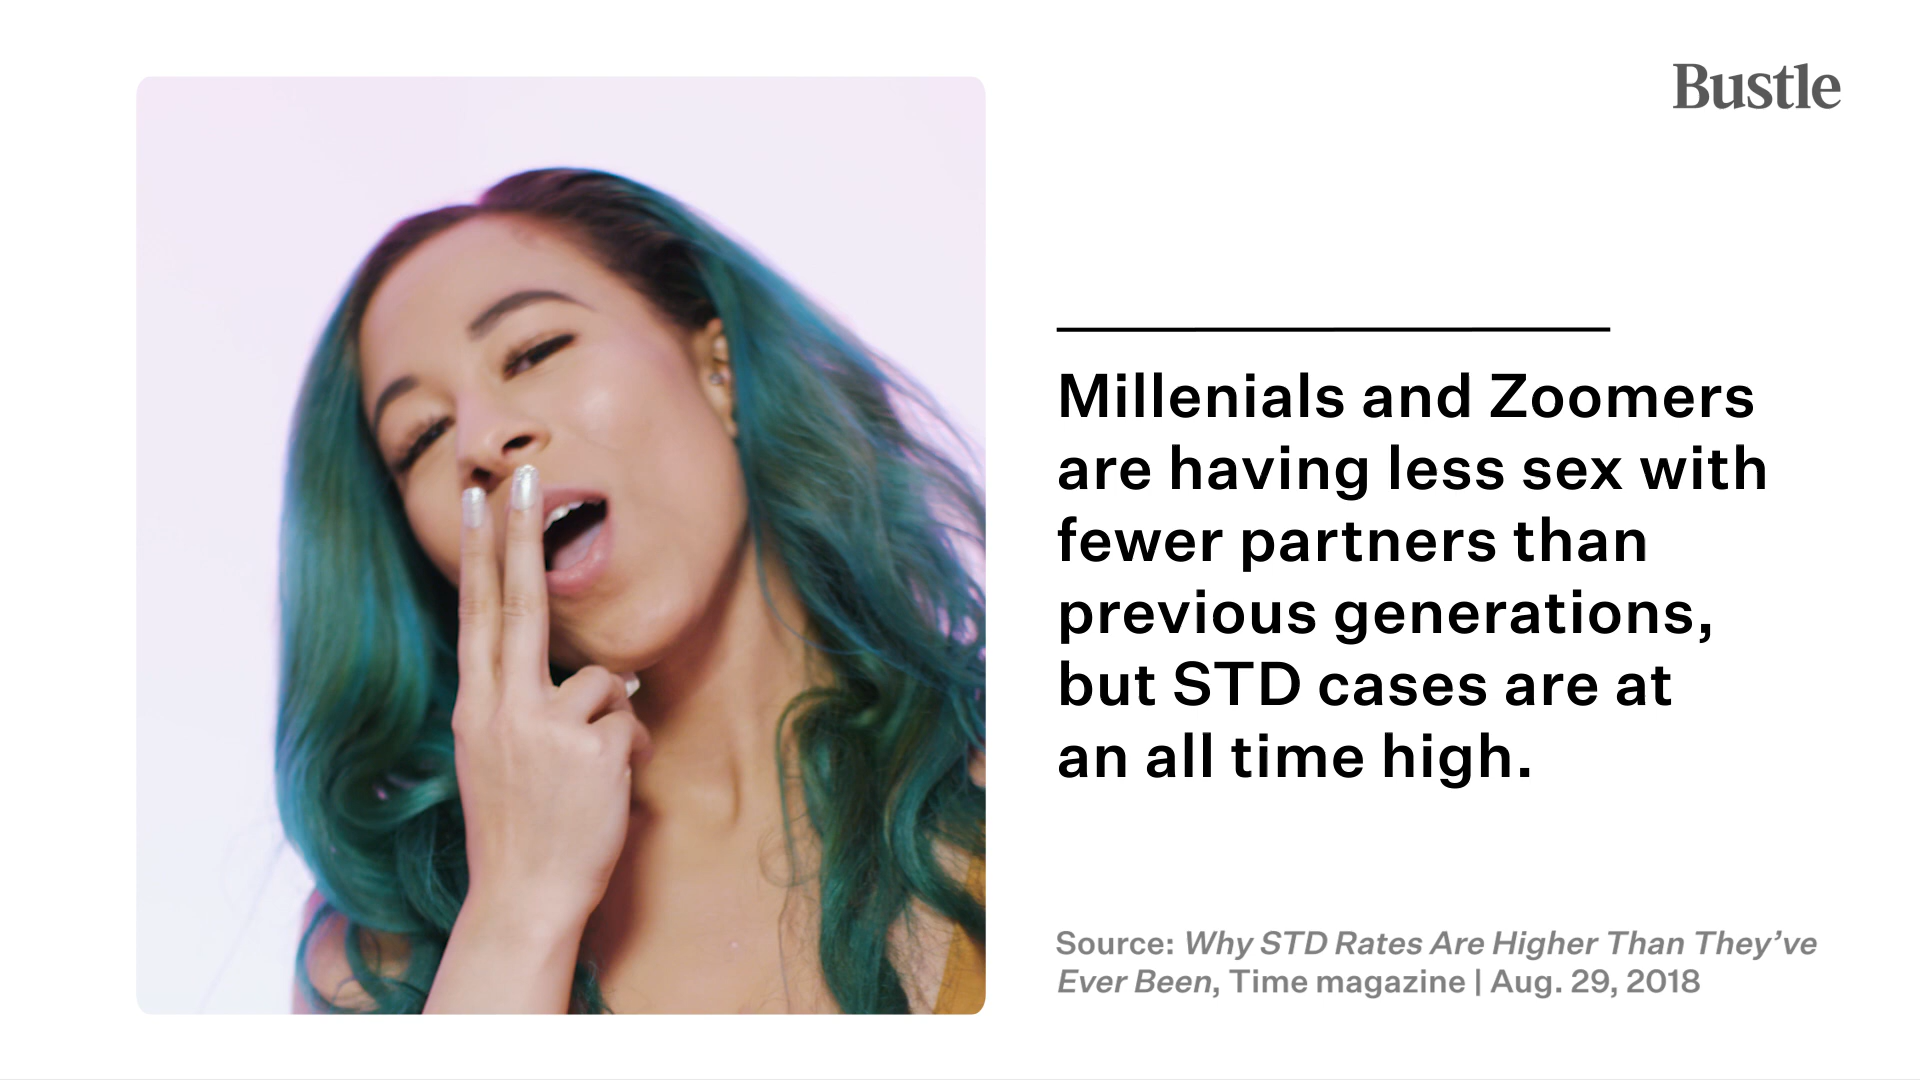 Bustle
Millenials and Zoomers
are having less sex with
fewer partners than
previous generations,
but STD cases are at
an all time high.
Source: Why STD Rates Are Higher Than They’ve
Ever Been, Time magazine | Aug. 29, 2018